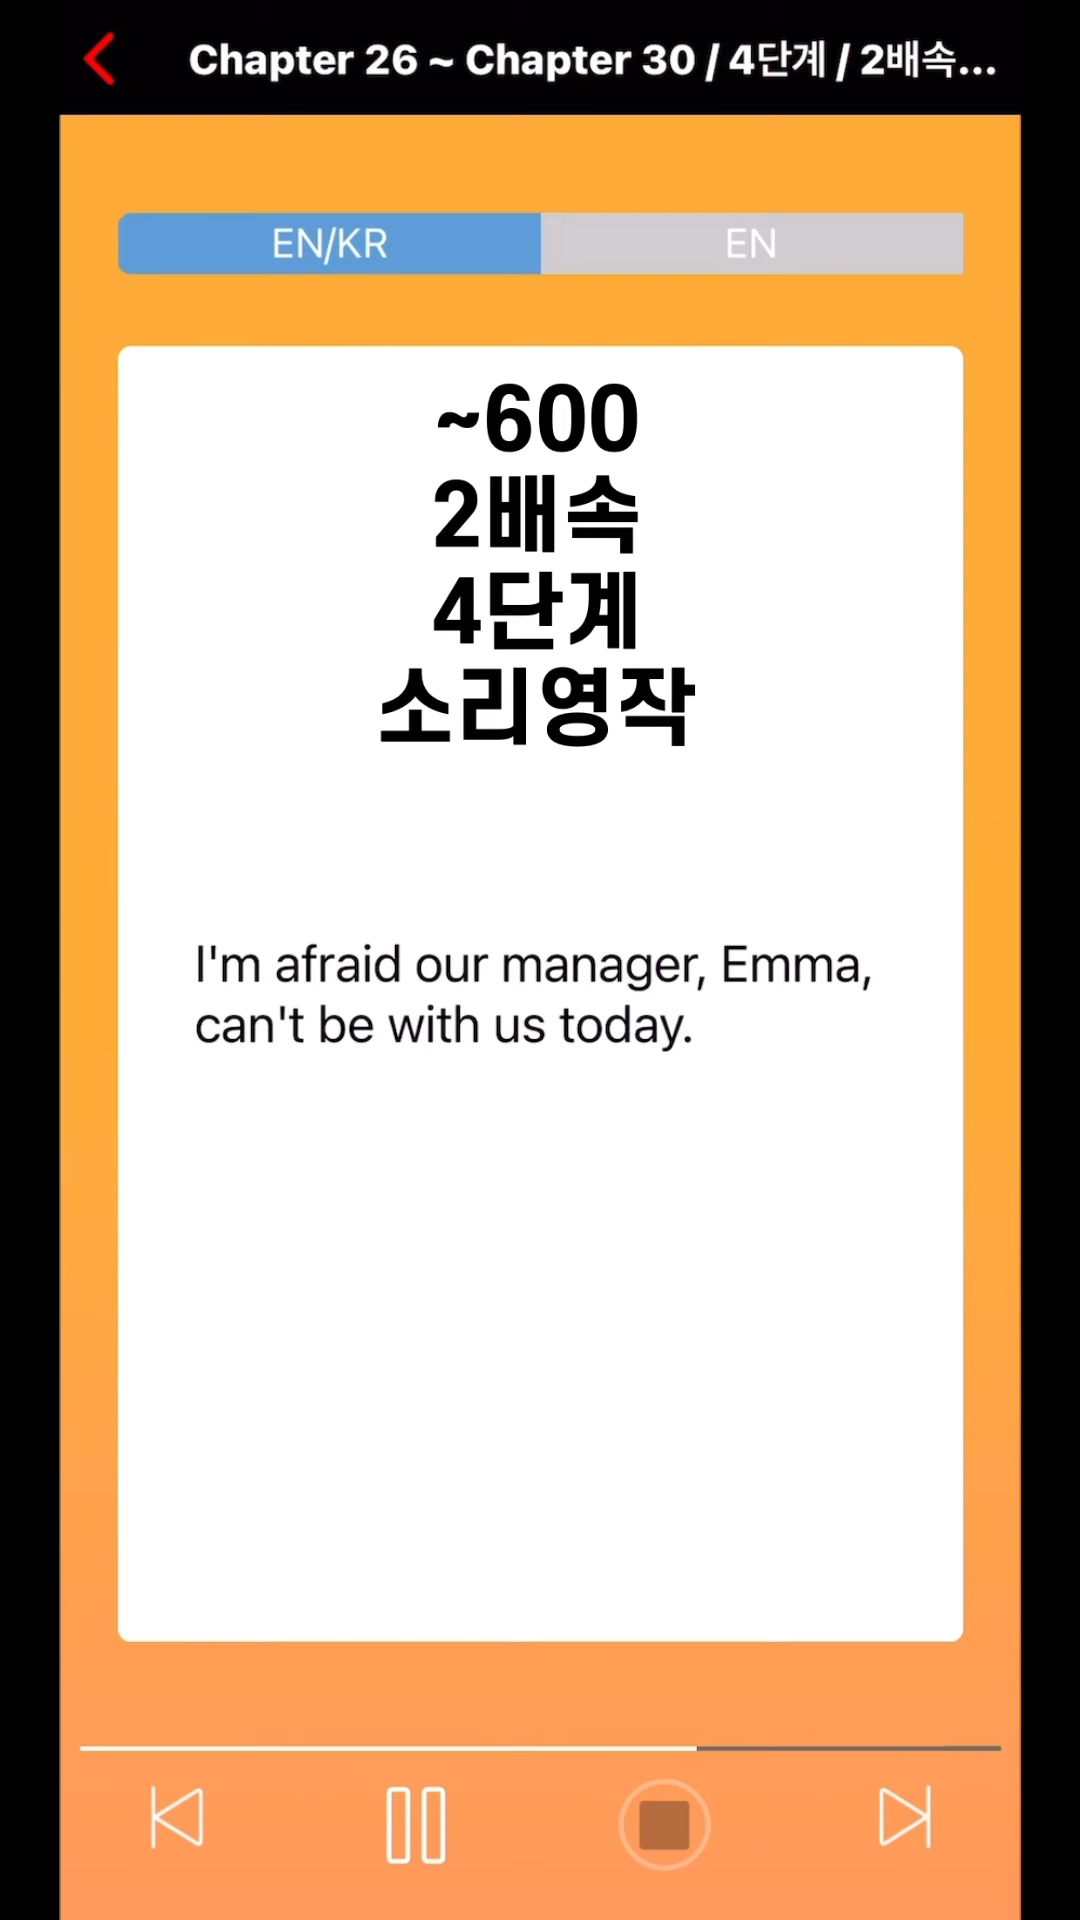 Chapter 26 ~ Chapter 30 / 4단계 / 2배속...
EN/KR
EN
~600
2배속
4단계
소리영작
I'm afraid our manager, Emma,
can't be with us today.